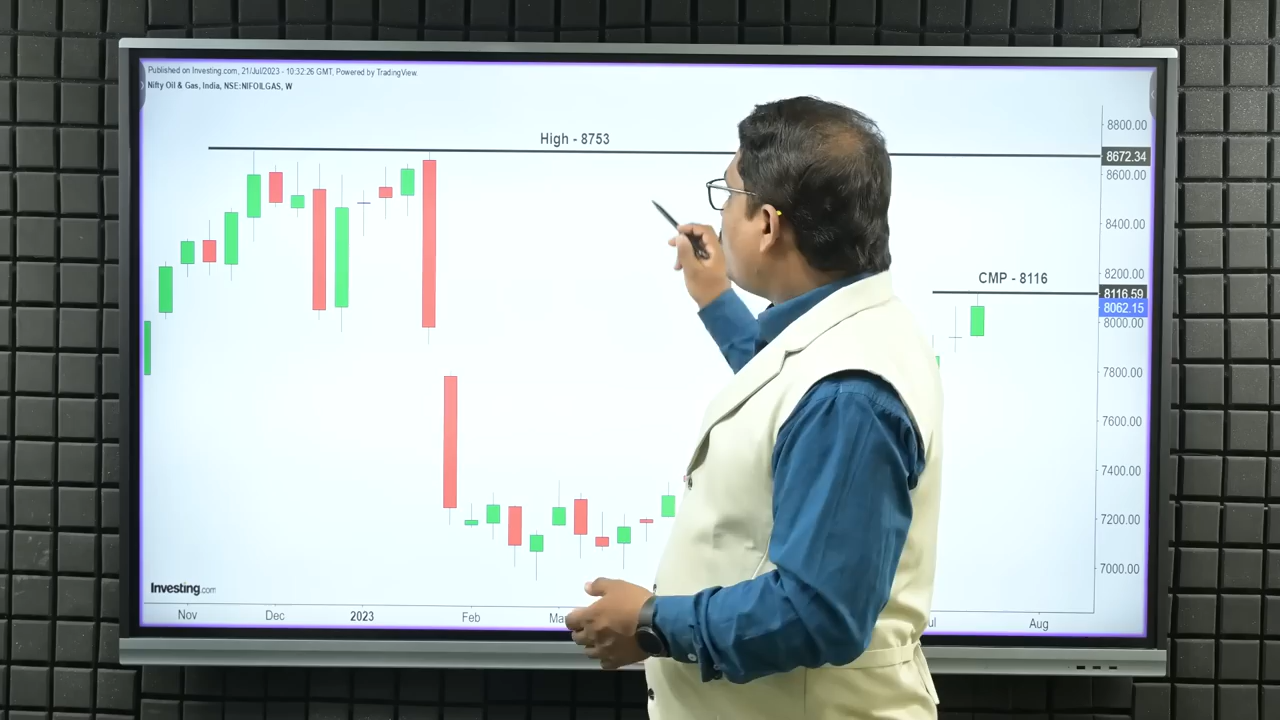 Published on Investing.com, 21/Jul/2023 - 10:32:26 GMT, Powered by TradingView.
Nifty Oil & Gas, India, NSE:NIFOILGAS, W
High - 8753
8800.00
8672.34
8600.00
8400.00
CMP - 8116
8200.00
8116.59
8062.15
8000.00
7800.00
7600.00
7400.00
7200.00
7000.00
Investing.com
Nov Dec 2023 Feb Aug